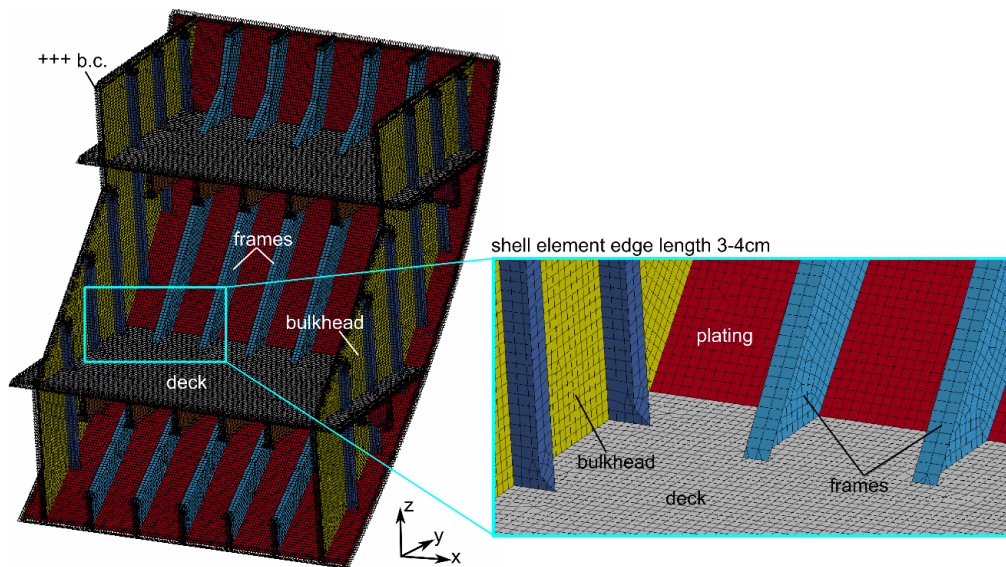 +++ b.c.
frames
shell element edge length 3-4cm
bulkhead
plating
deck
bulkhead
frames
deck
z
y
x